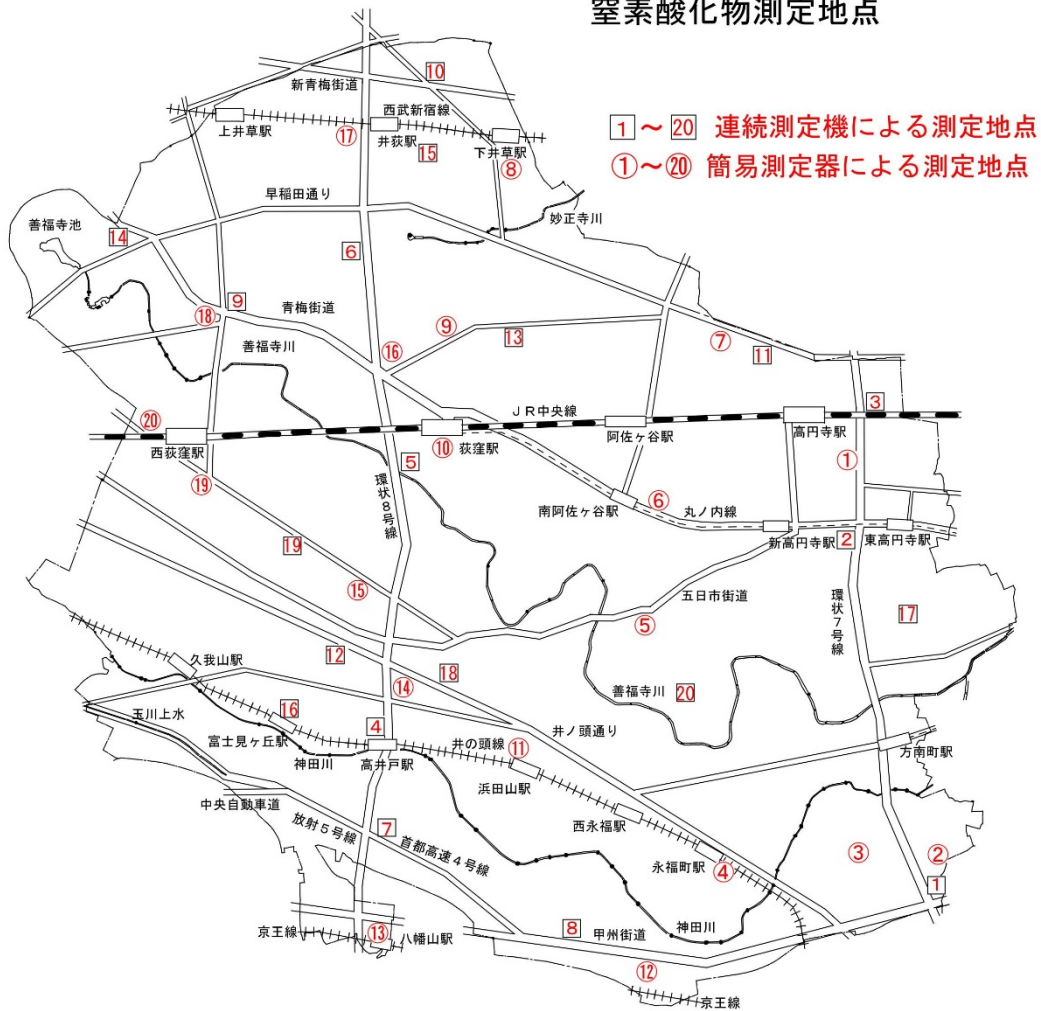 窒素酸化物測定地点
1～20 連続測定機による測定地点
①～⑳ 簡易測定器による測定地点
10
新青梅街道
西武新宿線
上井草駅
⑰
井荻駅
15
下井草駅
⑧
早稲田通り
善福寺池
妙正寺川
14
6
9
青梅街道
⑱
⑨
13
⑦
11
善福寺川
⑯
3
JR中央線
⑳
西荻窪駅
⑩
荻窪駅
阿佐ヶ谷駅
高円寺駅
5
①
⑲
環状8号線
南阿佐ヶ谷駅
⑥
丸ノ内線
新高円寺駅
2
東高円寺駅
19
⑮
五日市街道
⑤
環状7号線
17
12
18
久我山駅
⑭
善福寺川
20
玉川上水
16
富士見ヶ丘駅
神田川
4
高井戸駅
井の頭線
⑪
井ノ頭通り
浜田山駅
方南町駅
中央自動車道
放射5号線
7
首都高速4号線
西永福駅
永福町駅
④
③
②
1
京王線
⑬
八幡山駅
8
甲州街道
神田川
⑫
京王線